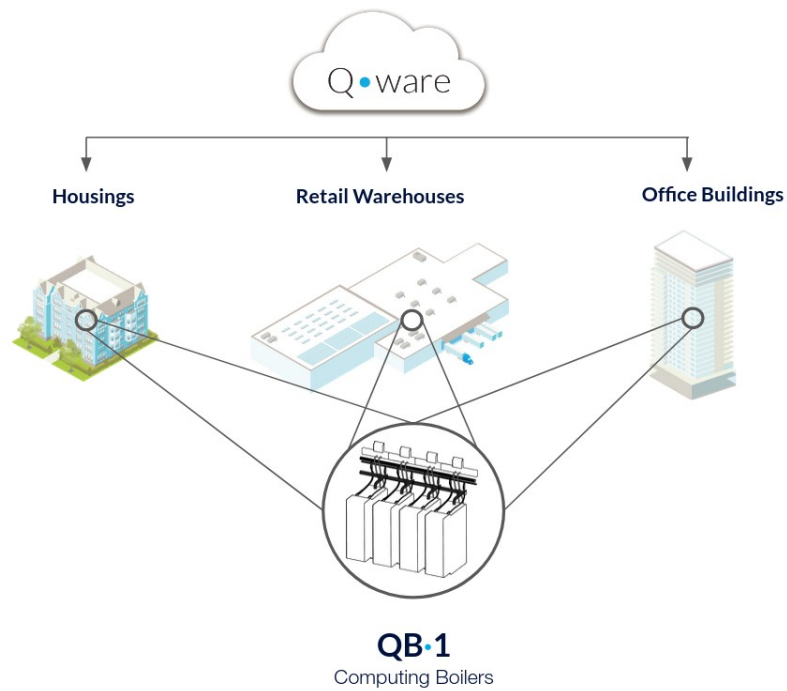 Q•ware
Housings
Retail Warehouses
Office Buildings
QB•1
Computing Boilers